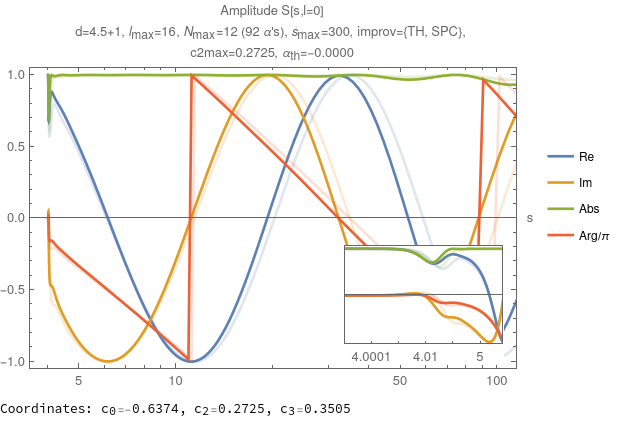 Amplitude S[s,l=0]
d=4.5+1, lmax=16, Nmax=12 (92 α's), smax=300, improv={TH, SPC},
c2max=0.2725, αth=−0.0000
1.0
0.5
0.0
−0.5
−1.0
5
10
50
100
s
Re
Im
Abs
Arg/π
4.0001
4.01
5
Coordinates: c0=-0.6374, c2=0.2725, c3=0.3505